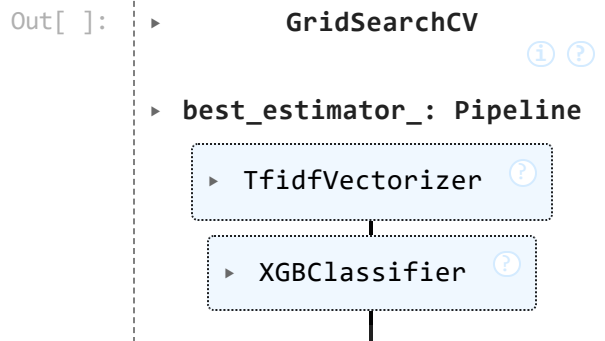 Out[ ]:
▸ GridSearchCV
i ?
▸ best_estimator_: Pipeline
▸ TfidfVectorizer ?
▸ XGBClassifier ?